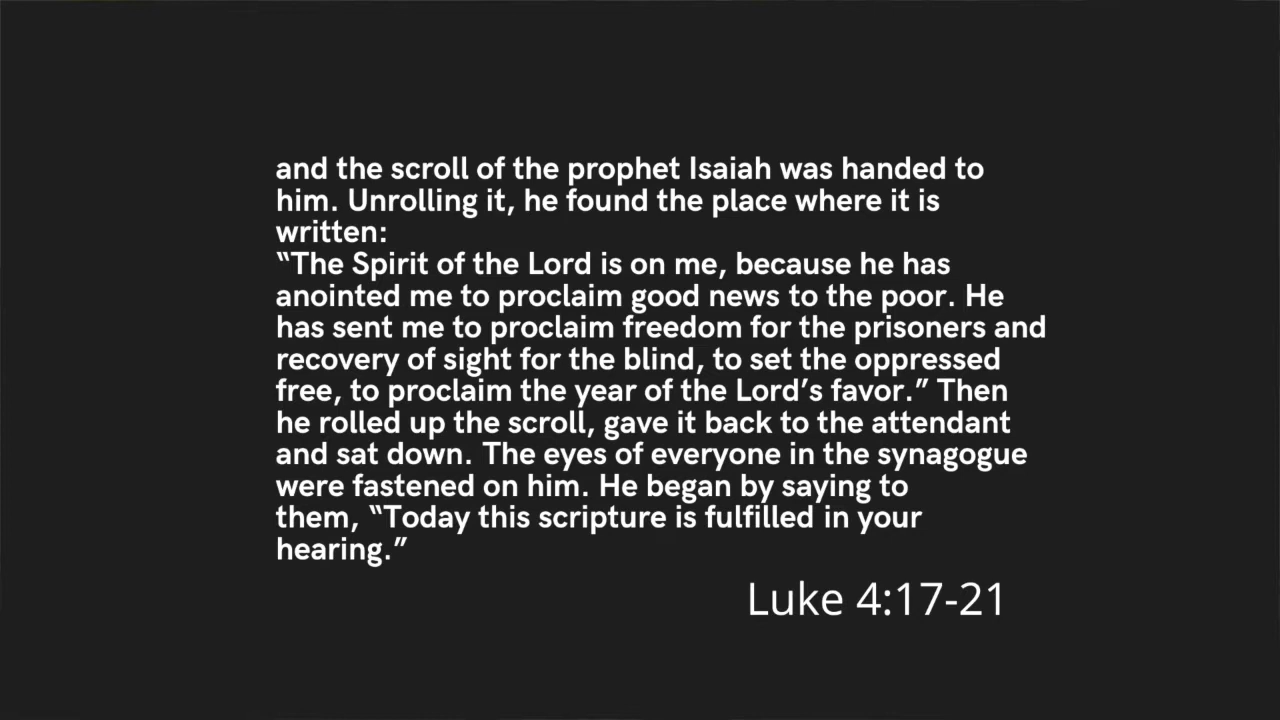 and the scroll of the prophet Isaiah was handed to
him. Unrolling it, he found the place where it is
written:
“The Spirit of the Lord is on me, because he has
anointed me to proclaim good news to the poor. He
has sent me to proclaim freedom for the prisoners and
recovery of sight for the blind, to set the oppressed
free, to proclaim the year of the Lord’s favor.” Then
he rolled up the scroll, gave it back to the attendant
and sat down. The eyes of everyone in the synagogue
were fastened on him. He began by saying to
them, “Today this scripture is fulfilled in your
hearing.”
Luke 4:17-21